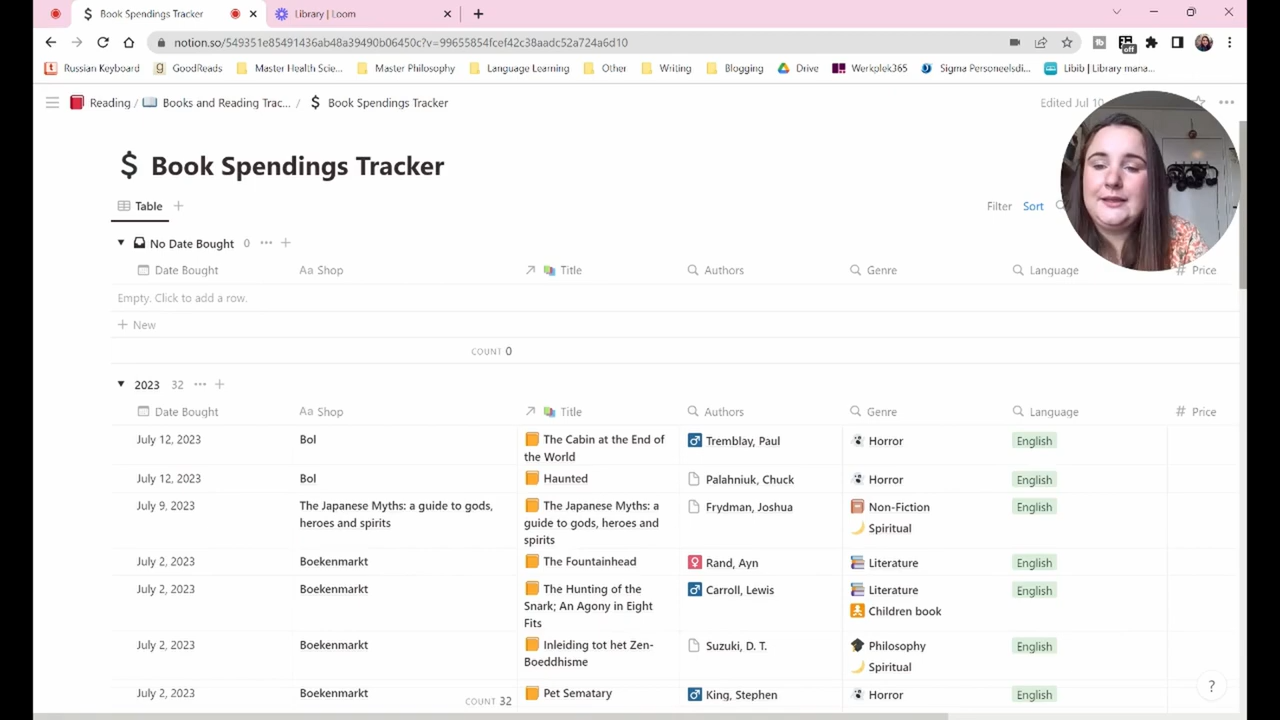 Book Spendings Tracker
Library | Loom
notion.so/549351e85491436ab48a39490b06450c?v=99655854fcef42c38aadc52a724a6d10
off
Russian Keyboard GoodReads Master Health Scie... Master Philosophy Language Learning Other Writing Blogging Drive Werkplek365 Sigma Personeelsdi... Libib | Library mana...
Reading / Books and Reading Trac... / Book Spendings Tracker Edited Jul 10
$ Book Spendings Tracker
Table Filter Sort
No Date Bought 0
Date Bought Aa Shop Title Authors Genre Language # Price
Empty. Click to add a row.
+ New
COUNT 0
2023 32
Date Bought Aa Shop Title Authors Genre Language # Price
July 12, 2023 Bol The Cabin at the End of Tremblay, Paul Horror English
the World
July 12, 2023 Bol Haunted Palahniuk, Chuck Horror English
July 9, 2023 The Japanese Myths: a guide to gods, The Japanese Myths: a Frydman, Joshua Non-Fiction English
heroes and spirits guide to gods, heroes and Spiritual
spirits
July 2, 2023 Boekenmarkt The Fountainhead Rand, Ayn Literature English
July 2, 2023 Boekenmarkt The Hunting of the Carroll, Lewis Literature English
Snark; An Agony in Eight Children book
Fits
July 2, 2023 Boekenmarkt Inleiding tot het Zen- Suzuki, D. T. Philosophy English
Boeddhisme Spiritual
July 2, 2023 Boekenmarkt Pet Sematary King, Stephen Horror English
COUNT 32
?